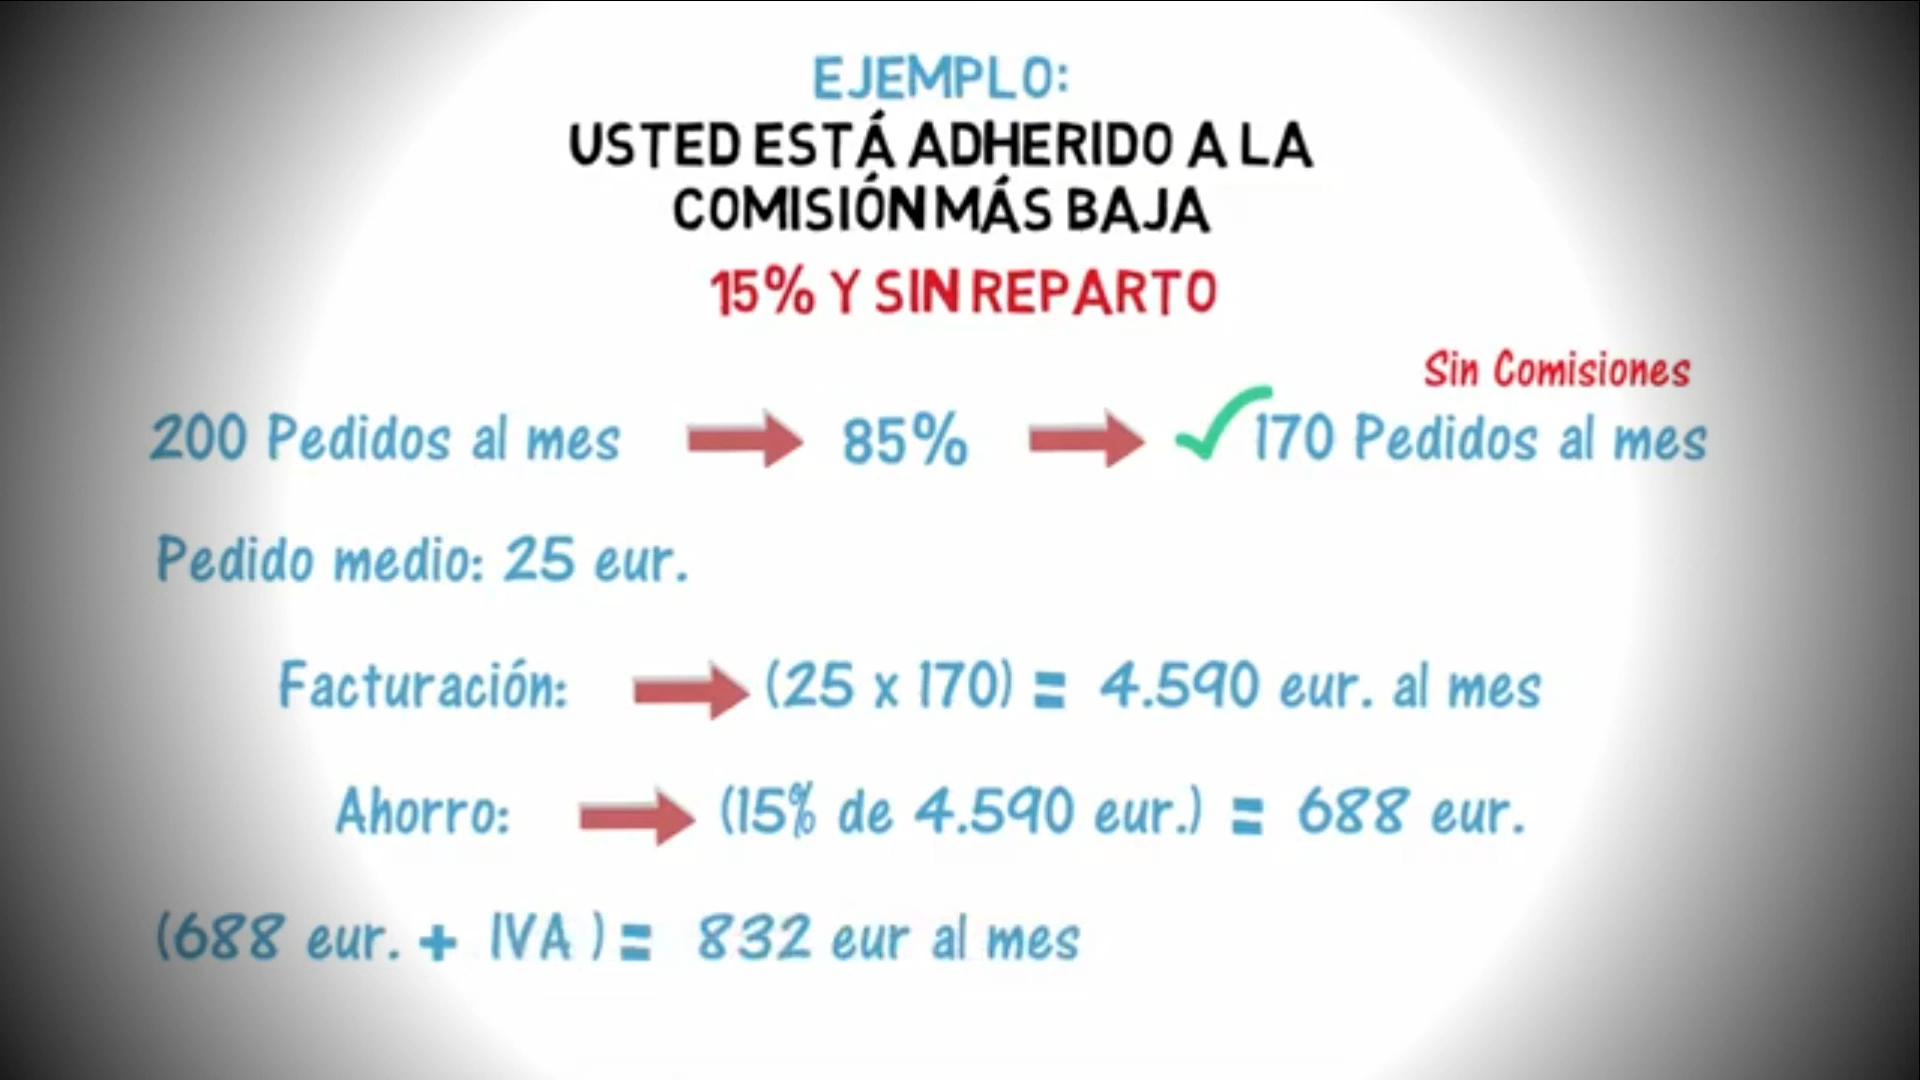 EJEMPLO:
USTED ESTÁ ADHERIDO A LA
COMISIÓN MÁS BAJA
15% Y SIN REPARTO
Sin Comisiones
200 Pedidos al mes 85% 170 Pedidos al mes
Pedido medio: 25 eur.
Facturación: (25 x 170) = 4.590 eur. al mes
Ahorro: (15% de 4.590 eur.) = 688 eur.
(688 eur. + IVA ) = 832 eur al mes